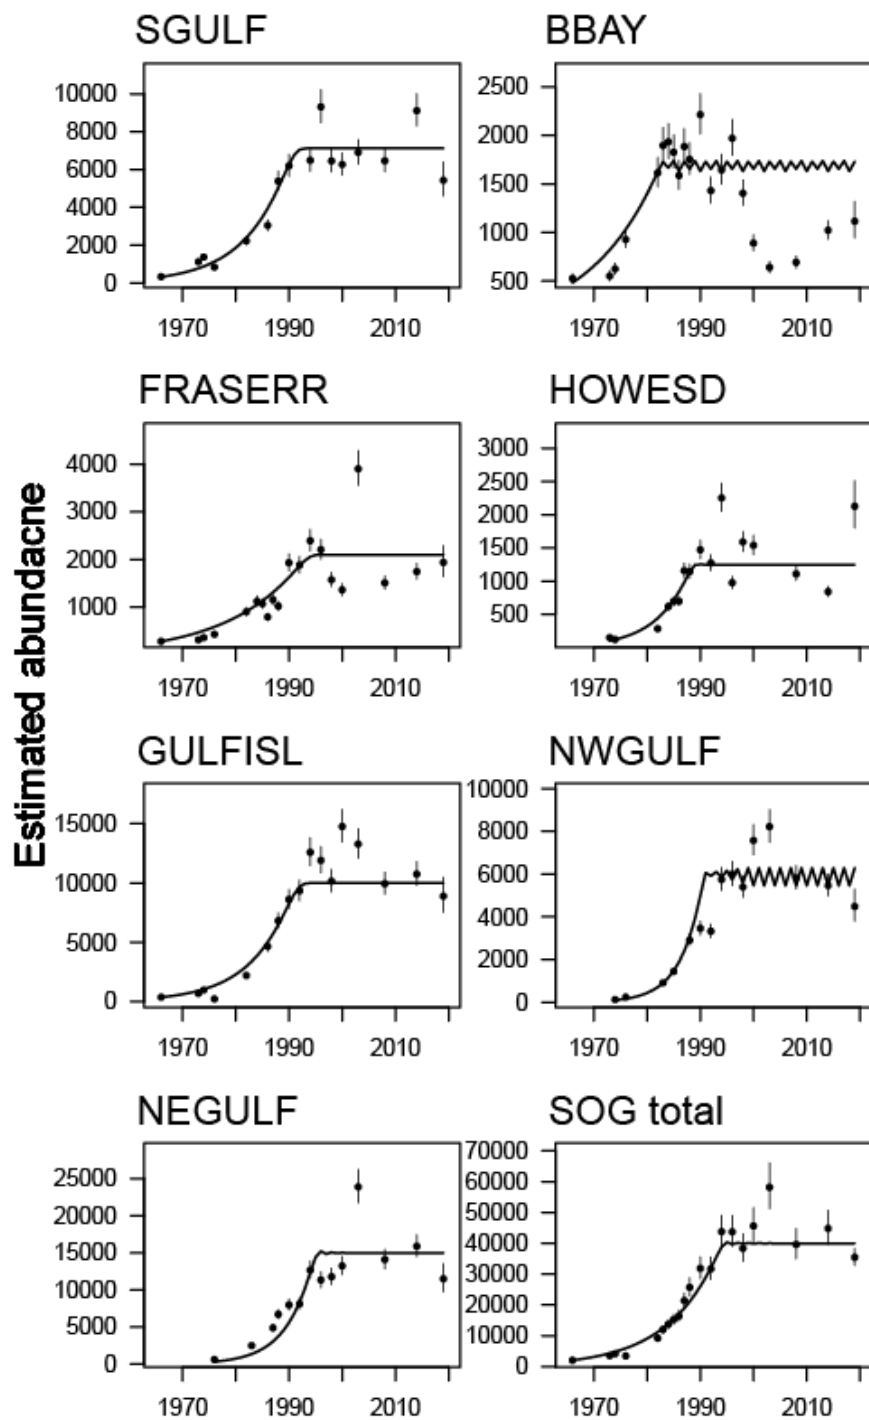 SGULF
10000
8000
6000
4000
2000
0
1970 1990 2010
BBAY
2500
2000
1500
1000
500
1970 1990 2010
FRASERR
4000
3000
2000
1000
1970 1990 2010
HOWESD
3000
2500
2000
1500
1000
500
1970 1990 2010
Estimated abundacne
GULFISL
15000
10000
5000
0
1970 1990 2010
NWGULF
10000
8000
6000
4000
2000
0
1970 1990 2010
NEGULF
25000
20000
15000
10000
5000
0
1970 1990 2010
SOG total
70000
60000
50000
40000
30000
20000
10000
0
1970 1990 2010